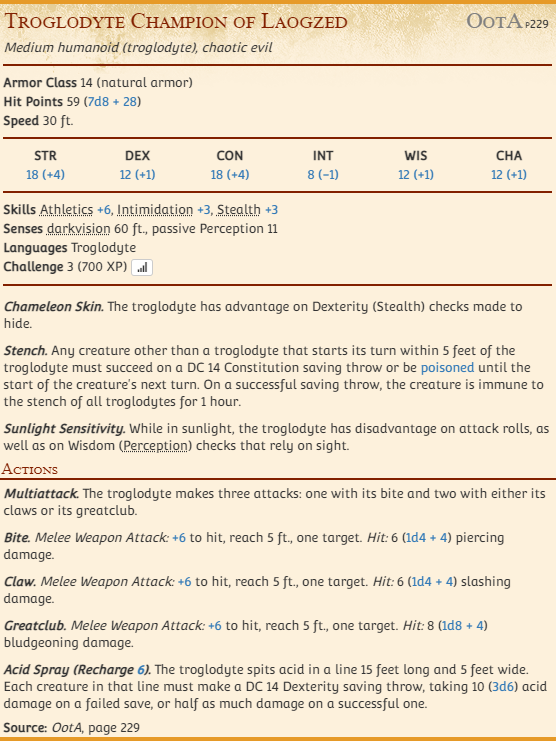 Troglodyte Champion of Laogzed OotA p229
Medium humanoid (troglodyte), chaotic evil
Armor Class 14 (natural armor)
Hit Points 59 (7d8 + 28)
Speed 30 ft.
STR DEX CON INT WIS CHA
18 (+4) 12 (+1) 18 (+4) 8 (−1) 12 (+1) 12 (+1)
Skills Athletics +6, Intimidation +3, Stealth +3
Senses darkvision 60 ft., passive Perception 11
Languages Troglodyte
Challenge 3 (700 XP)
Chameleon Skin. The troglodyte has advantage on Dexterity (Stealth) checks made to
hide.
Stench. Any creature other than a troglodyte that starts its turn within 5 feet of the
troglodyte must succeed on a DC 14 Constitution saving throw or be poisoned until the
start of the creature's next turn. On a successful saving throw, the creature is immune to
the stench of all troglodytes for 1 hour.
Sunlight Sensitivity. While in sunlight, the troglodyte has disadvantage on attack rolls, as
well as on Wisdom (Perception) checks that rely on sight.
Actions
Multiattack. The troglodyte makes three attacks: one with its bite and two with either its
claws or its greatclub.
Bite. Melee Weapon Attack: +6 to hit, reach 5 ft., one target. Hit: 6 (1d4 + 4) piercing
damage.
Claw. Melee Weapon Attack: +6 to hit, reach 5 ft., one target. Hit: 6 (1d4 + 4) slashing
damage.
Greatclub. Melee Weapon Attack: +6 to hit, reach 5 ft., one target. Hit: 8 (1d8 + 4)
bludgeoning damage.
Acid Spray (Recharge 6). The troglodyte spits acid in a line 15 feet long and 5 feet wide.
Each creature in that line must make a DC 14 Dexterity saving throw, taking 10 (3d6) acid
damage on a failed save, or half as much damage on a successful one.
Source: OotA, page 229